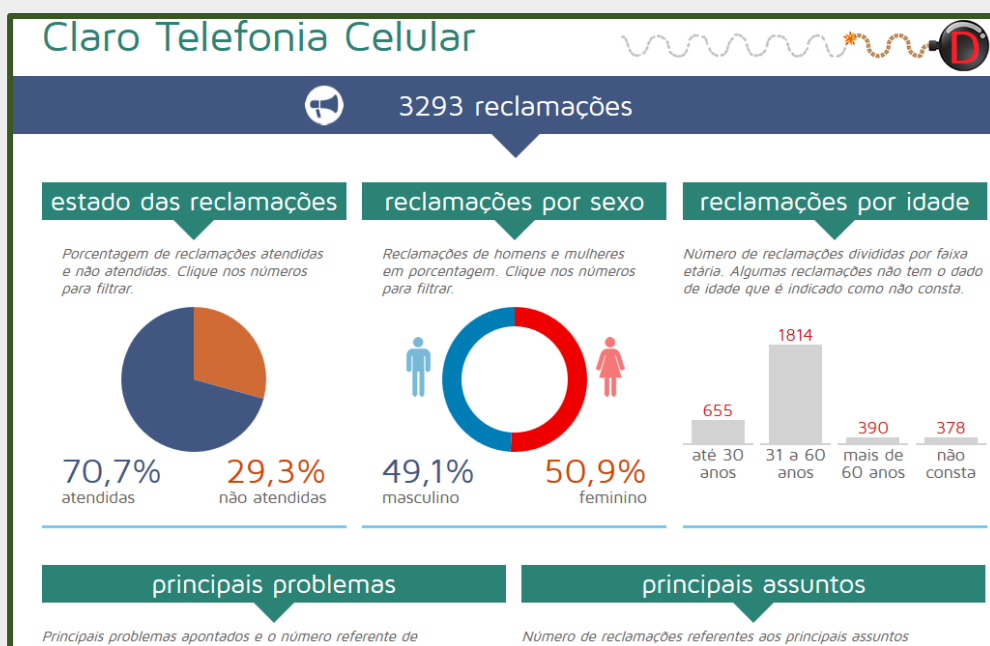 Claro Telefonia Celular
D
3293 reclamações
estado das reclamações
Porcentagem de reclamações atendidas
e não atendidas. Clique nos números
para filtrar.
70,7%
atendidas
29,3%
não atendidas
reclamações por sexo
Reclamações de homens e mulheres
em porcentagem. Clique nos números
para filtrar.
49,1%
masculino
50,9%
feminino
reclamações por idade
Número de reclamações divididas por faixa
etária. Algumas reclamações não tem o dado
de idade que é indicado como não consta.
655
até 30
anos
1814
31 a 60
anos
390
mais de
60 anos
378
não
consta
principais problemas
Principais problemas apontados e o número referente de
principais assuntos
Número de reclamações referentes aos principais assuntos